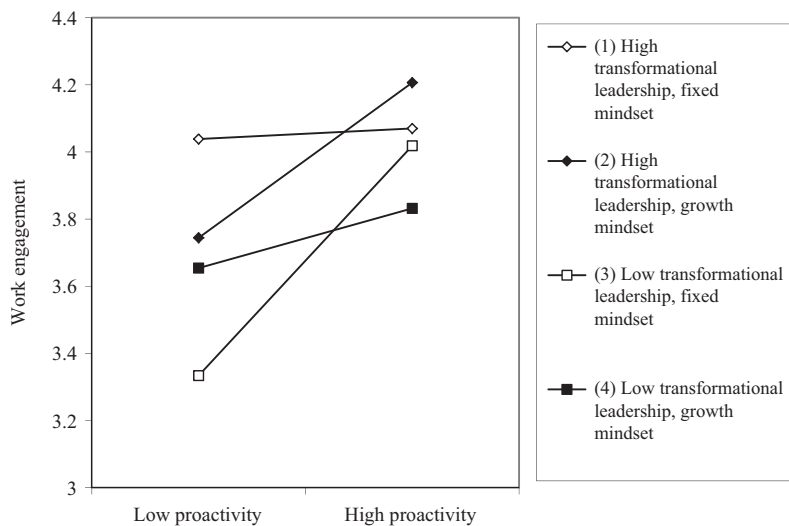 4.4
4.2
4
3.8
3.6
3.4
3.2
3
Work engagement
Low proactivity
High proactivity
(1) High
transformational
leadership, fixed
mindset
(2) High
transformational
leadership, growth
mindset
(3) Low transformational
leadership, fixed
mindset
(4) Low transformational
leadership, growth
mindset